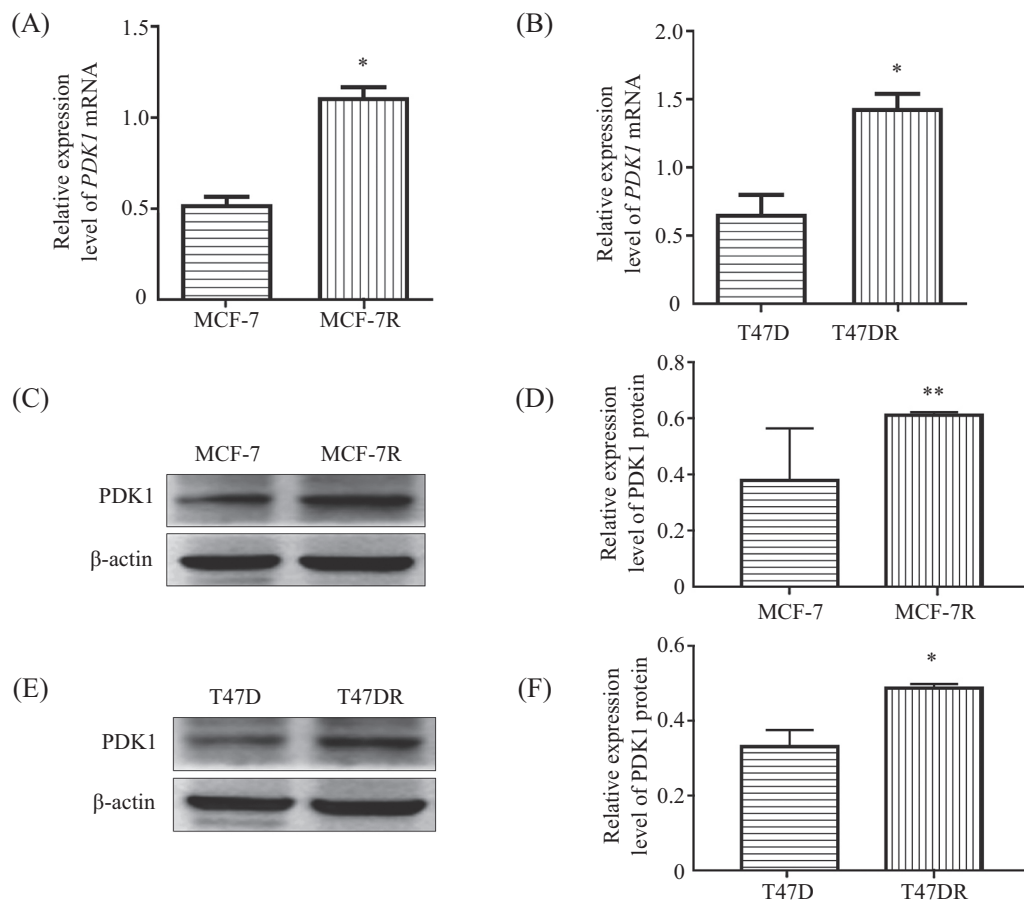 (A)
Relative expression
level of PDK1 mRNA
1.5
1.0
0.5
0
*
MCF-7 MCF-7R
(B)
Relative expression
level of PDK1 mRNA
2.0
1.5
1.0
0.5
0
*
T47D T47DR
(C)
MCF-7 MCF-7R
PDK1
β-actin
(D)
Relative expression
level of PDK1 protein
0.8
0.6
0.4
0.2
0
**
MCF-7 MCF-7R
(E)
T47D T47DR
PDK1
β-actin
(F)
Relative expression
level of PDK1 protein
0.6
0.4
0.2
0
*
T47D T47DR